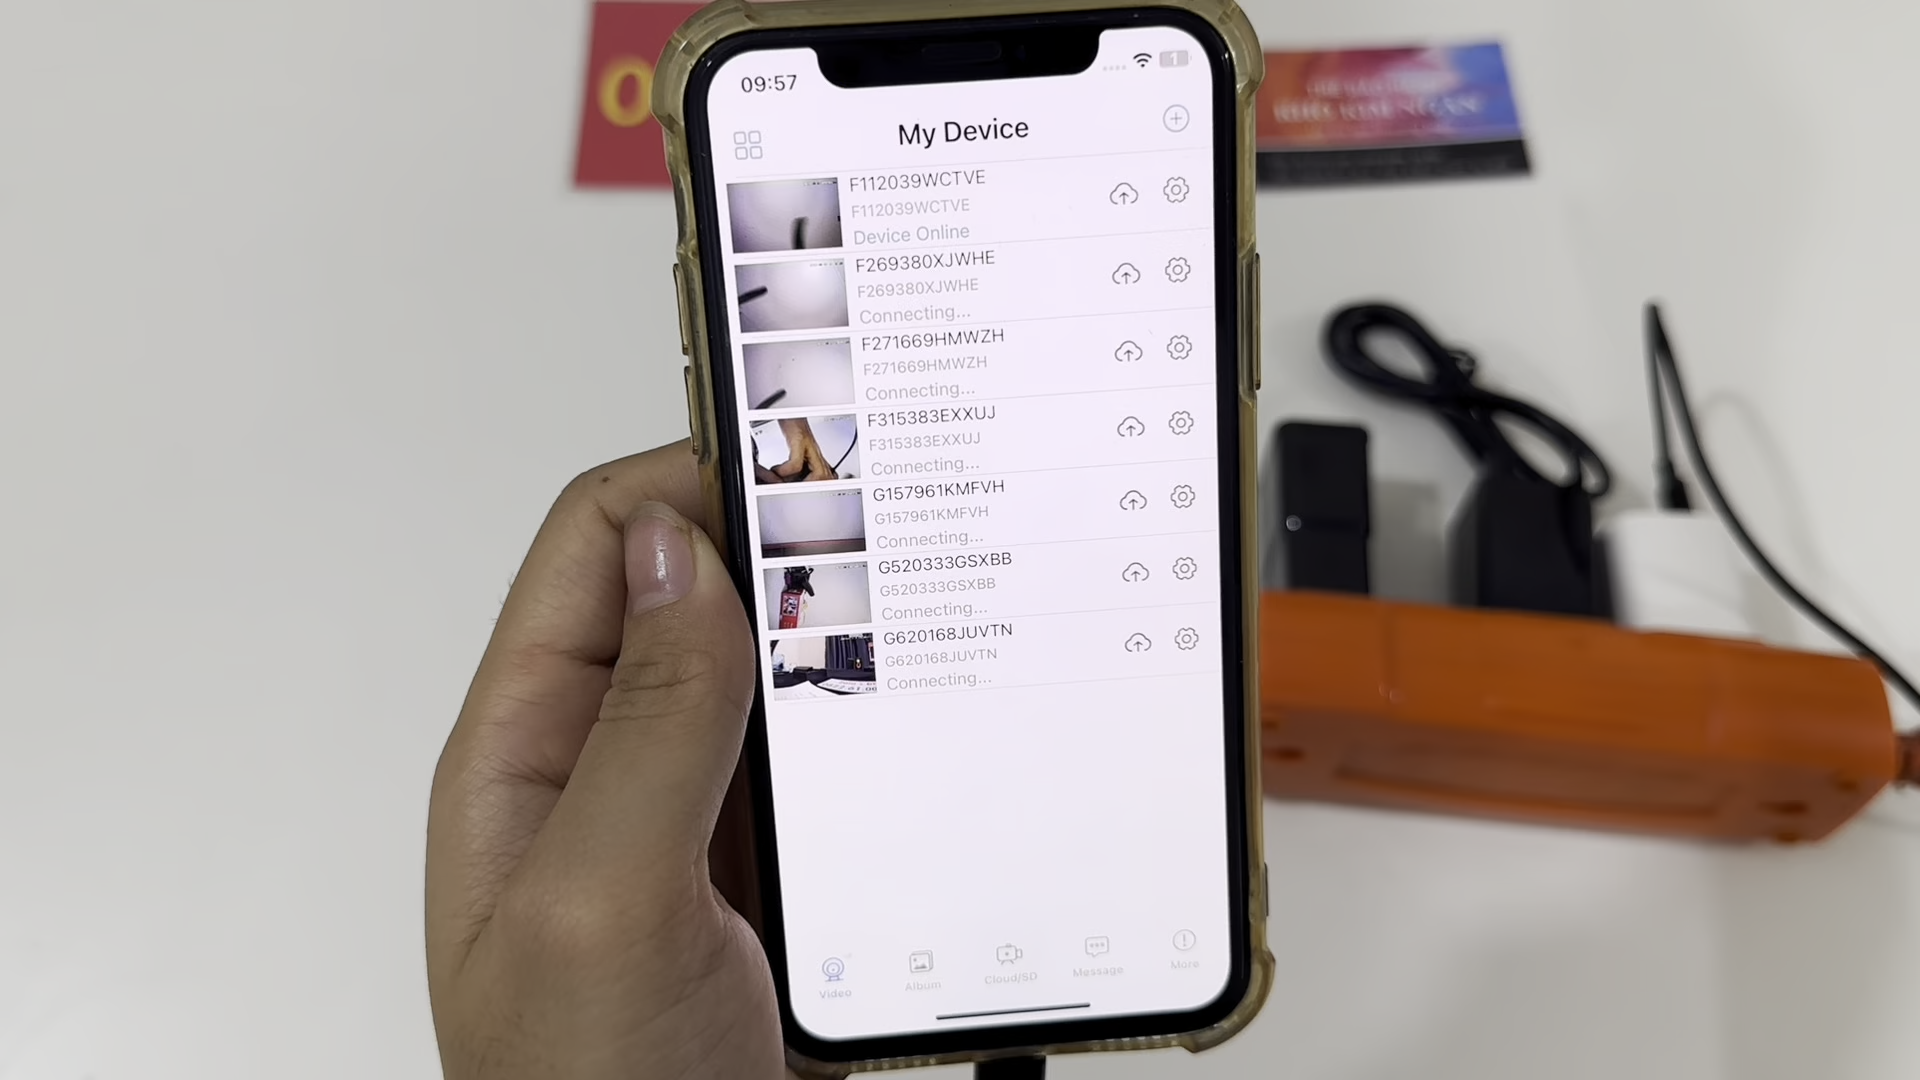 09:57
1
My Device
F112039WCTVE
F112039WCTVE
Device Online
F269380XJWHE
F269380XJWHE
Connecting...
F271669HMWZH
F271669HMWZH
Connecting...
F315383EXXUJ
F315383EXXUJ
Connecting...
G157961KMFVH
G157961KMFVH
Connecting...
G520333GSXBB
G520333GSXBB
Connecting...
G620168JUVTN
G620168JUVTN
Connecting...
Video
Album
Cloud/SD
Message
More